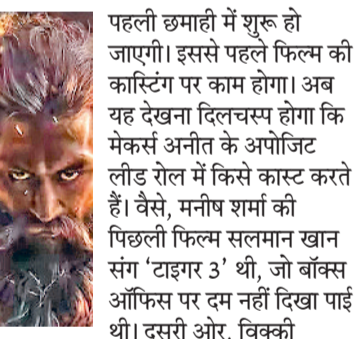 पहली छमाही में शुरू हो
जाएगी। इससे पहले फिल्म की
कास्टिंग पर काम होगा। अब
यह देखना दिलचस्प होगा कि
मेकर्स अनीत के अपोजिट
लीड रोल में किसे कास्ट करते
हैं। वैसे, मनीष शर्मा की
पिछली फिल्म सलमान खान
संग ‘टाइगर 3’ थी, जो बॉक्स
ऑफिस पर दम नहीं दिखा पाई
थी। दूसरी ओर, विक्की